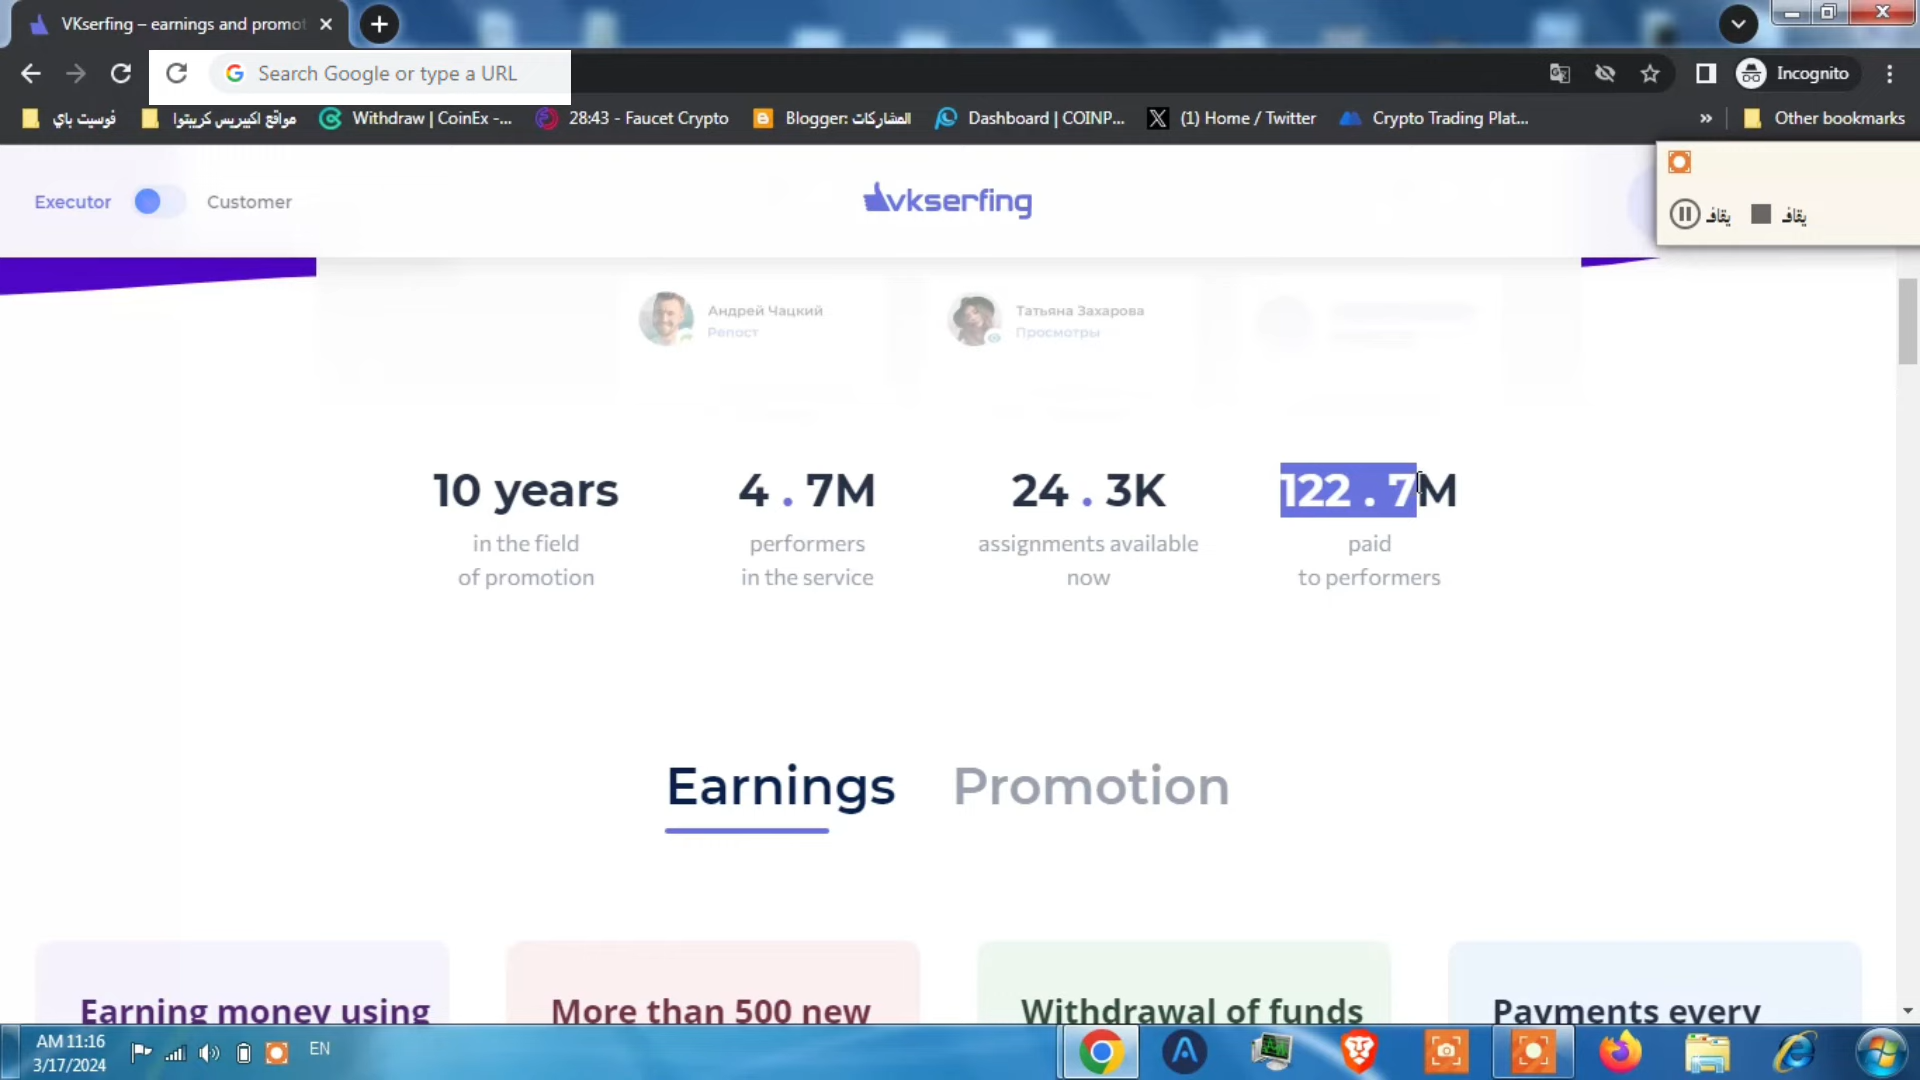 VKserfing – earnings and promot
Search Google or type a URL
Incognito
فوسيت باي
مواقع اكسبريس كريبتوا
Withdraw | CoinEx -...
28:43 - Faucet Crypto
Blogger: المشاركات
Dashboard | COINP...
(1) Home / Twitter
Crypto Trading Plat...
»
Other bookmarks
Executor
Customer
vkserfing
يقاف
يقاف
Андрей Чацкий
Репост
Татьяна Захарова
Просмотры
10 years
in the field
of promotion
4 . 7M
performers
in the service
24 . 3K
assignments available
now
122 . 7M
paid
to performers
Earnings
Promotion
Earning money using
More than 500 new
Withdrawal of funds
Payments every
AM 11:16
3/17/2024
EN